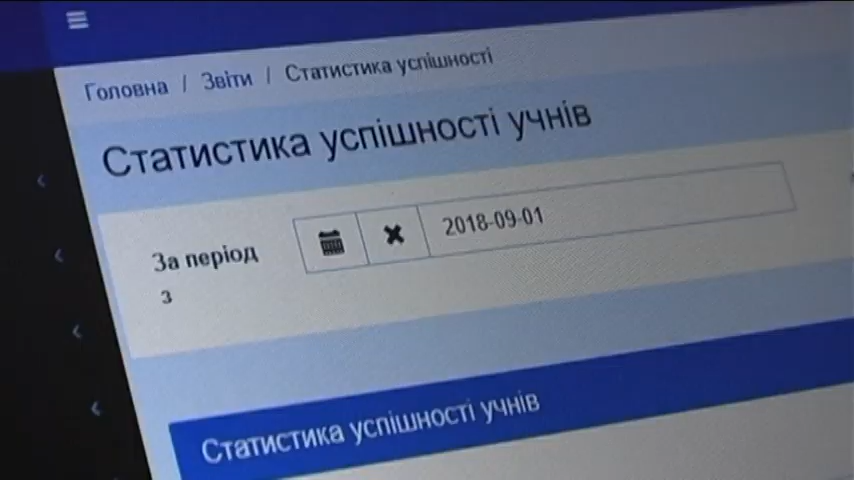 Головна / Звіти / Статистика успішності
Статистика успішності учнів
За період
з
2018-09-01
Статистика успішності учнів